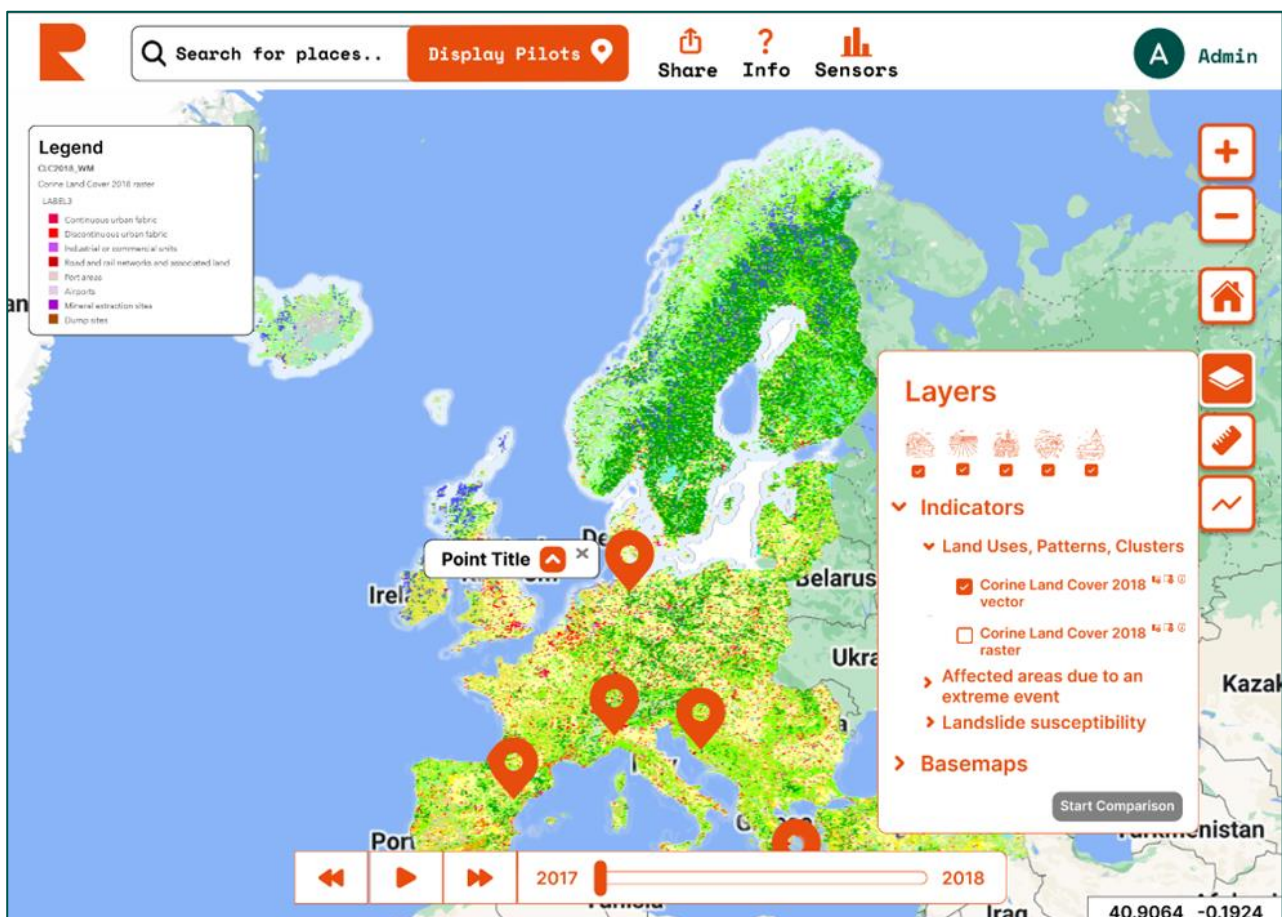 R
Search for places..
Display Pilots
Share
?
Info
Sensors
A
Admin
Legend
CLC2018_WM
Corine Land Cover 2018 raster
LABEL3
Continuous urban fabric
Discontinuous urban fabric
Industrial or commercial units
Road and rail networks and associated land
Port areas
Airports
Mineral extraction sites
Dump sites
an
Layers
Indicators
Land Uses, Patterns, Clusters
Corine Land Cover 2018
vector
Corine Land Cover 2018
raster
Affected areas due to an
extreme event
Landslide susceptibility
Basemaps
Start Comparison
De
Point Title
Irel
Belarus
Ukra
Kazak
Port
Turkmenistan
2017
2018
Iraq
40.9064 -0.1924